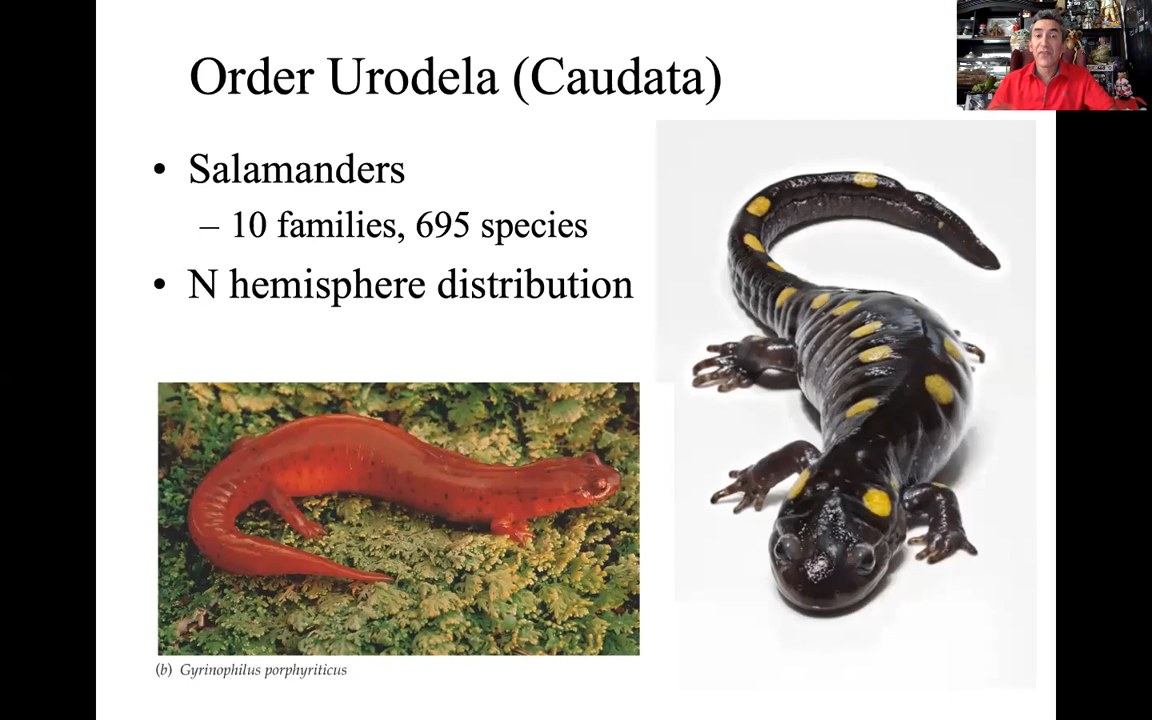 Order Urodela (Caudata)
• Salamanders
– 10 families, 695 species
• N hemisphere distribution
(b) Gyrinophilus porphyriticus